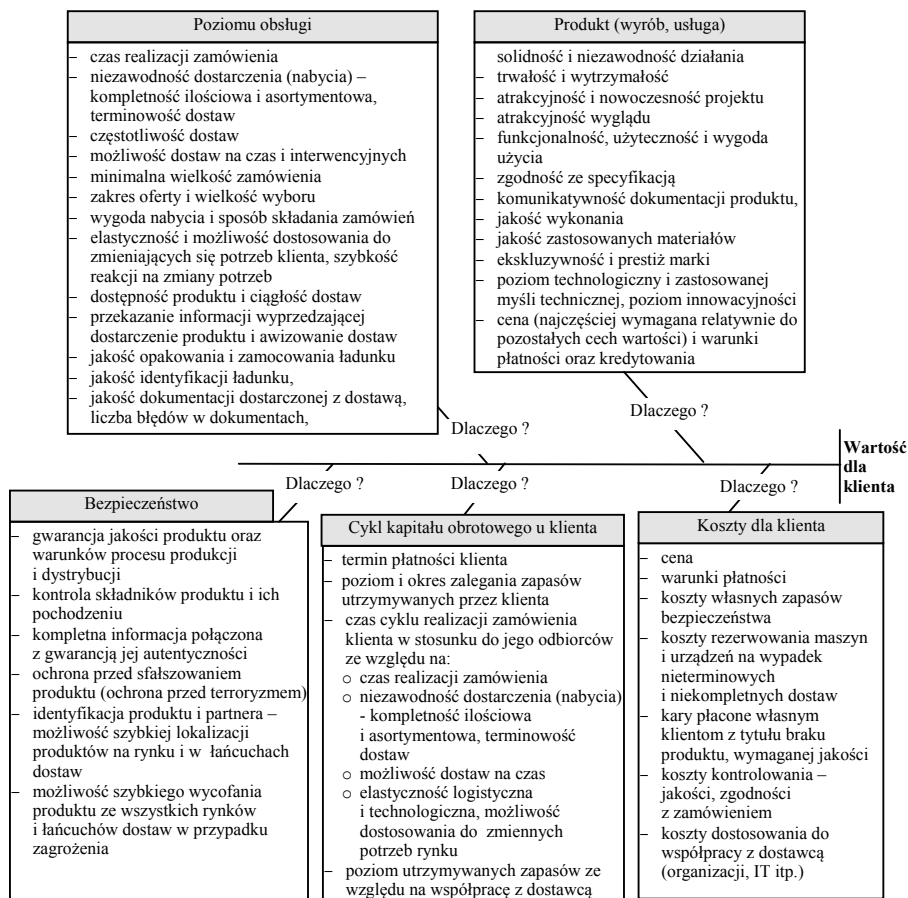 Poziomu obsługi
– czas realizacji zamówienia
– niezawodność dostarczenia (nabycia) –
kompletność ilościowa i asortymentowa,
terminowość dostaw
– częstotliwość dostaw
– możliwość dostaw na czas i interwencyjnych
– minimalna wielkość zamówienia
– zakres oferty i wielkość wyboru
– wygoda nabycia i sposób składania zamówień
– elastyczność i możliwość dostosowania do
zmieniających się potrzeb klienta, szybkość
reakcji na zmiany potrzeb
– dostępność produktu i ciągłość dostaw
– przekazanie informacji wyprzedzającej
dostarczenie produktu i awizowanie dostaw
– jakość opakowania i zamocowania ładunku
– jakość identyfikacji ładunku,
– jakość dokumentacji dostarczonej z dostawą,
liczba błędów w dokumentach,
Produkt (wyrób, usługa)
solidność i niezawodność działania
– trwałość i wytrzymałość
– atrakcyjność i nowoczesność projektu
– atrakcyjność wyglądu
– funkcjonalność, użyteczność i wygoda
użycia
– zgodność ze specyfikacją
– komunikatywność dokumentacji produktu,
– jakość wykonania
– jakość zastosowanych materiałów
– ekskluzywność i prestiż marki
– poziom technologiczny i zastosowanej
myśli technicznej, poziom innowacyjności
– cena (najczęściej wymagana relatywnie do
pozostałych cech wartości) i warunki
płatności oraz kredytowania
Dlaczego ?
Dlaczego ?
Wartość
dla
klienta
Dlaczego ?
Dlaczego ?
Dlaczego ?
Bezpieczeństwo
– gwarancja jakości produktu oraz
warunków procesu produkcji
i dystrybucji
– kontrola składników produktu i ich
pochodzeniu
– kompletna informacja połączona
z gwarancją jej autentyczności
– ochrona przed sfałszowaniem
produktu (ochrona przed terroryzmem)
– identyfikacja produktu i partnera –
możliwość szybkiej lokalizacji
produktów na rynku i w łańcuchach
dostaw
– możliwość szybkiego wycofania
produktu ze wszystkich rynków
i łańcuchów dostaw w przypadku
zagrożenia
Cykl kapitału obrotowego u klienta
– termin płatności klienta
– poziom i okres zalegania zapasów
utrzymywanych przez klienta
– czas cyklu realizacji zamówienia
klienta w stosunku do jego odbiorców
ze względu na:
o czas realizacji zamówienia
o niezawodność dostarczenia (nabycia)
- kompletność ilościowa
i asortymentowa, terminowość
dostaw
o możliwość dostaw na czas
o elastyczność logistyczna
i technologiczna, możliwość
dostosowania do zmiennych
potrzeb rynku
– poziom utrzymywanych zapasów ze
względu na współpracę z dostawcą
Koszty dla klienta
– cena
– warunki płatności
– koszty własnych zapasów
bezpieczeństwa
– koszty rezerwowania maszyn
i urządzeń na wypadek
nieterminowych
i niekompletnych dostaw
– kary płacone własnym
klientom z tytułu braku
produktu, wymaganej jakości
– koszty kontrolowania –
jakości, zgodności
z zamówieniem
– koszty dostosowania do
współpracy z dostawcą
(organizacji, IT itp.)